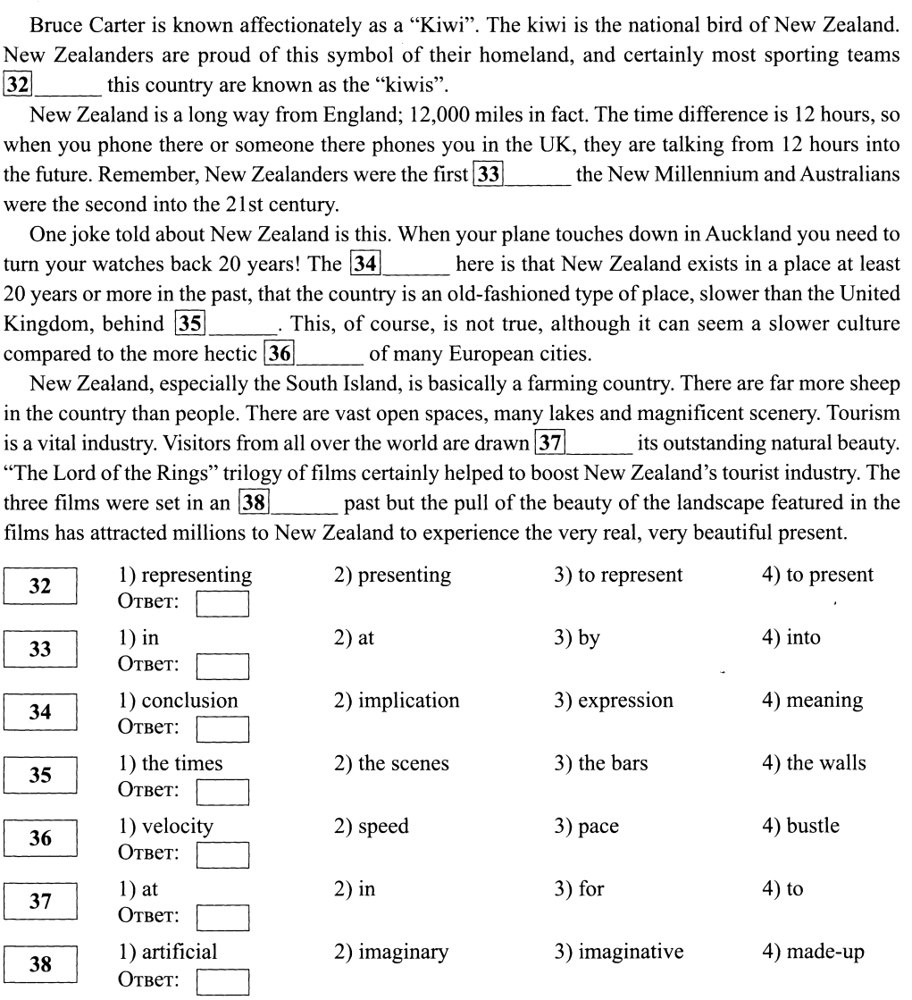 Bruce Carter is known affectionately as a “Kiwi”. The kiwi is the national bird of New Zealand.
New Zealanders are proud of this symbol of their homeland, and certainly most sporting teams
32 ______ this country are known as the “kiwis”.
New Zealand is a long way from England; 12,000 miles in fact. The time difference is 12 hours, so
when you phone there or someone there phones you in the UK, they are talking from 12 hours into
the future. Remember, New Zealanders were the first 33 ______ the New Millennium and Australians
were the second into the 21st century.
One joke told about New Zealand is this. When your plane touches down in Auckland you need to
turn your watches back 20 years! The 34 ______ here is that New Zealand exists in a place at least
20 years or more in the past, that the country is an old-fashioned type of place, slower than the United
Kingdom, behind 35 ______. This, of course, is not true, although it can seem a slower culture
compared to the more hectic 36 ______ of many European cities.
New Zealand, especially the South Island, is basically a farming country. There are far more sheep
in the country than people. There are vast open spaces, many lakes and magnificent scenery. Tourism
is a vital industry. Visitors from all over the world are drawn 37 ______ its outstanding natural beauty.
“The Lord of the Rings” trilogy of films certainly helped to boost New Zealand’s tourist industry. The
three films were set in an 38 ______ past but the pull of the beauty of the landscape featured in the
films has attracted millions to New Zealand to experience the very real, very beautiful present.
32 1) representing 2) presenting 3) to represent 4) to present
Ответ:
33 1) in 2) at 3) by 4) into
Ответ:
34 1) conclusion 2) implication 3) expression 4) meaning
Ответ:
35 1) the times 2) the scenes 3) the bars 4) the walls
Ответ:
36 1) velocity 2) speed 3) pace 4) bustle
Ответ:
37 1) at 2) in 3) for 4) to
Ответ:
38 1) artificial 2) imaginary 3) imaginative 4) made-up
Ответ: